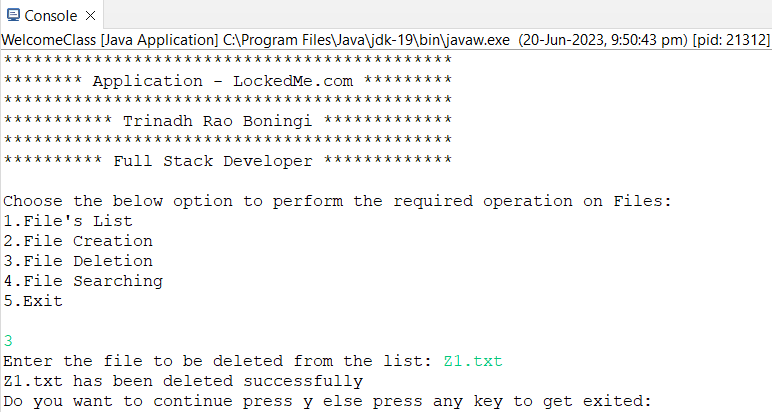 Console
WelcomeClass [Java Application] C:\Program Files\Java\jdk-19\bin\javaw.exe (20-Jun-2023, 9:50:43 pm) [pid: 21312]
*********************************************
******** Application - LockedMe.com *********
*********************************************
*********** Trinadh Rao Boningi *************
*********************************************
********** Full Stack Developer *************
Choose the below option to perform the required operation on Files:
1.File's List
2.File Creation
3.File Deletion
4.File Searching
5.Exit
3
Enter the file to be deleted from the list: Z1.txt
Z1.txt has been deleted successfully
Do you want to continue press y else press any key to get exited: